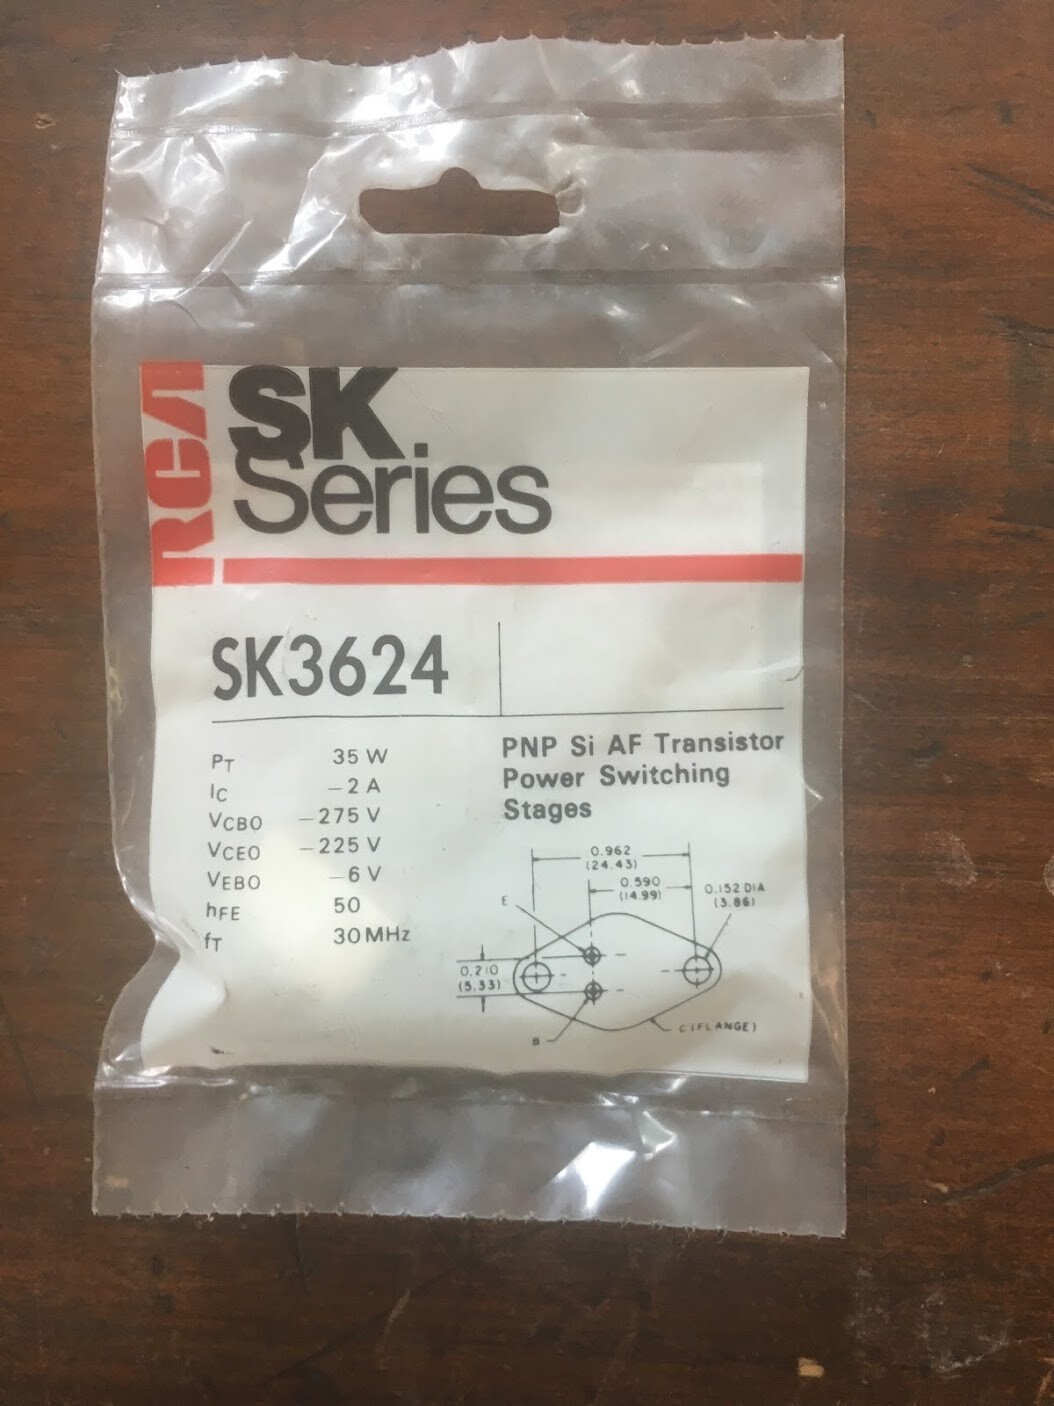 RCA
SK
Series
SK3624
PT 35 W
IC –2 A
VCBO –275 V
VCEO –225 V
VEBO –6 V
hFE 50
fT 30 MHz
PNP Si AF Transistor
Power Switching
Stages
0.962
(24.43)
0.590
(14.99)
0.152 DIA
(3.86)
E
0.210
(5.33)
B
C (FLANGE)